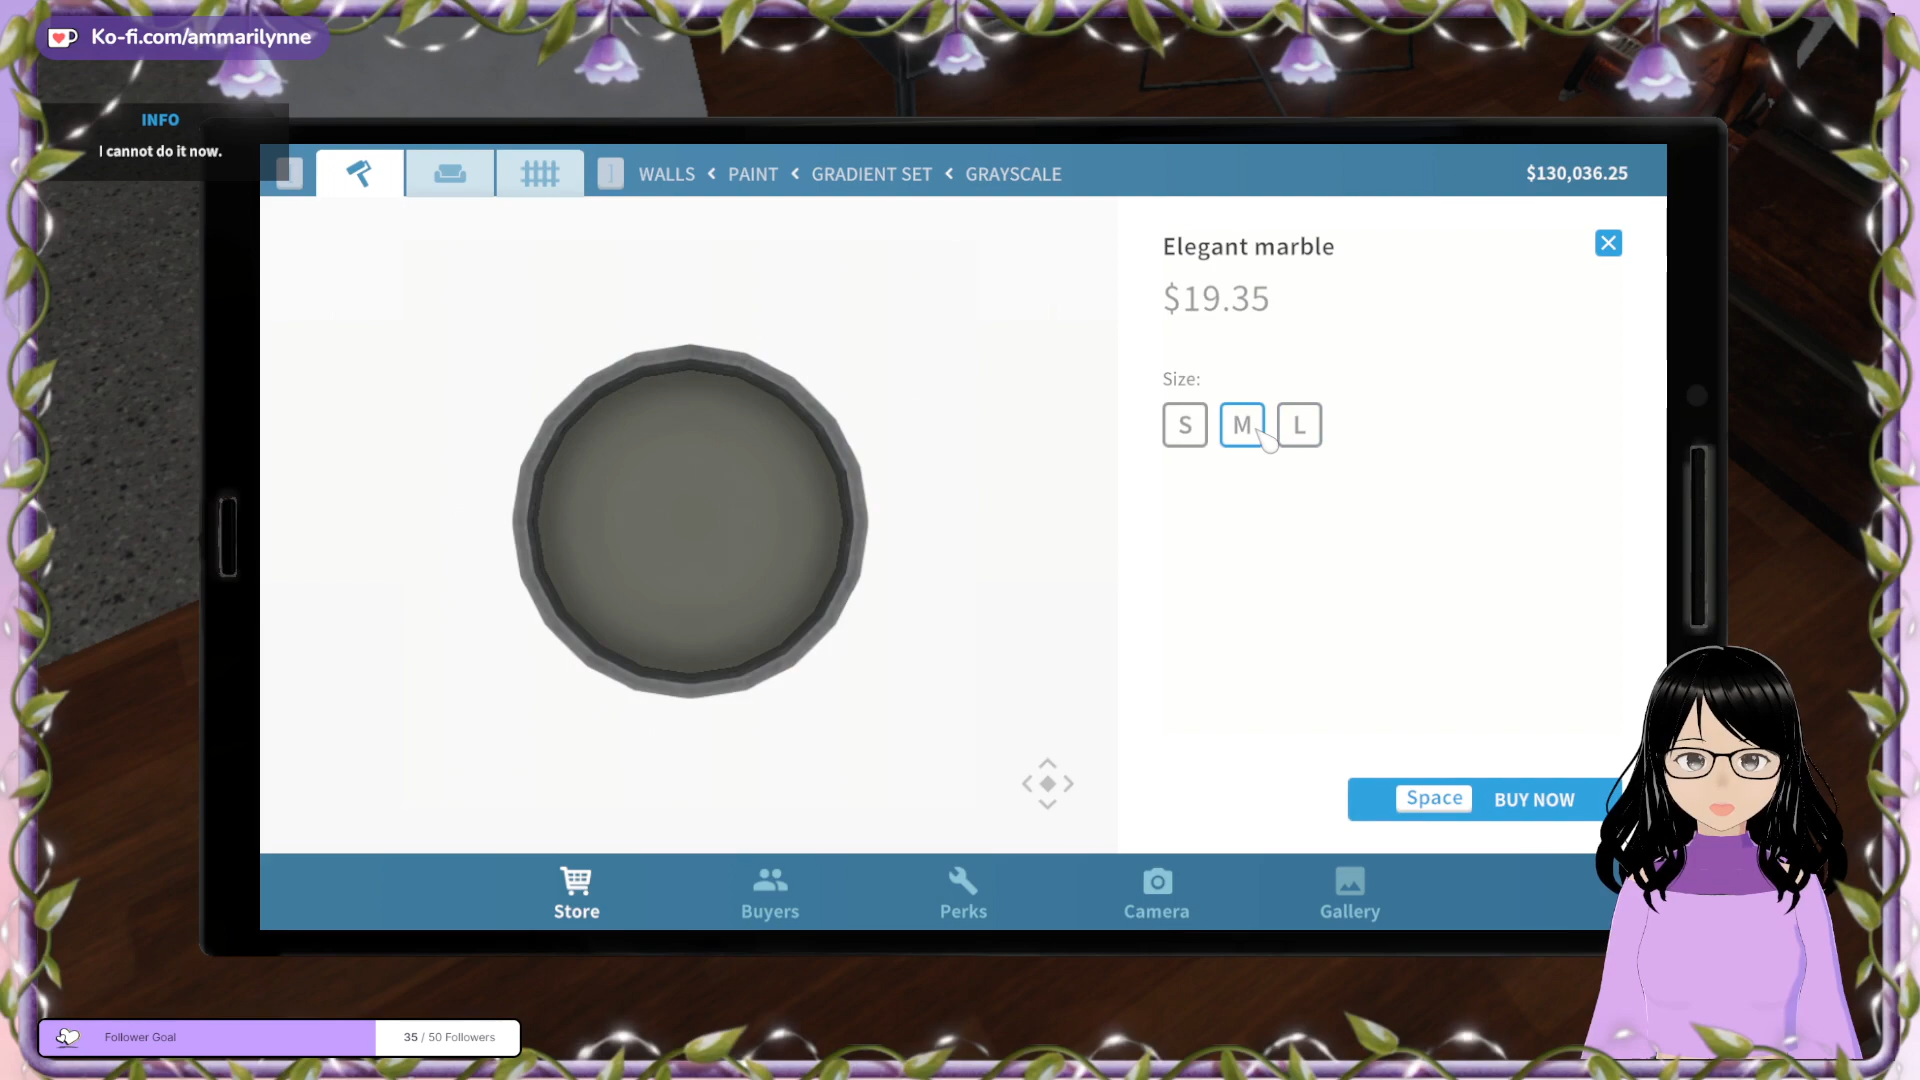 Ko-fi.com/ammarilynne
INFO
I cannot do it now.
WALLS < PAINT < GRADIENT SET < GRAYSCALE
$130,036.25
Elegant marble
$19.35
Size:
S M L
Space BUY NOW
Store Buyers Perks Camera Gallery
Follower Goal 35 / 50 Followers